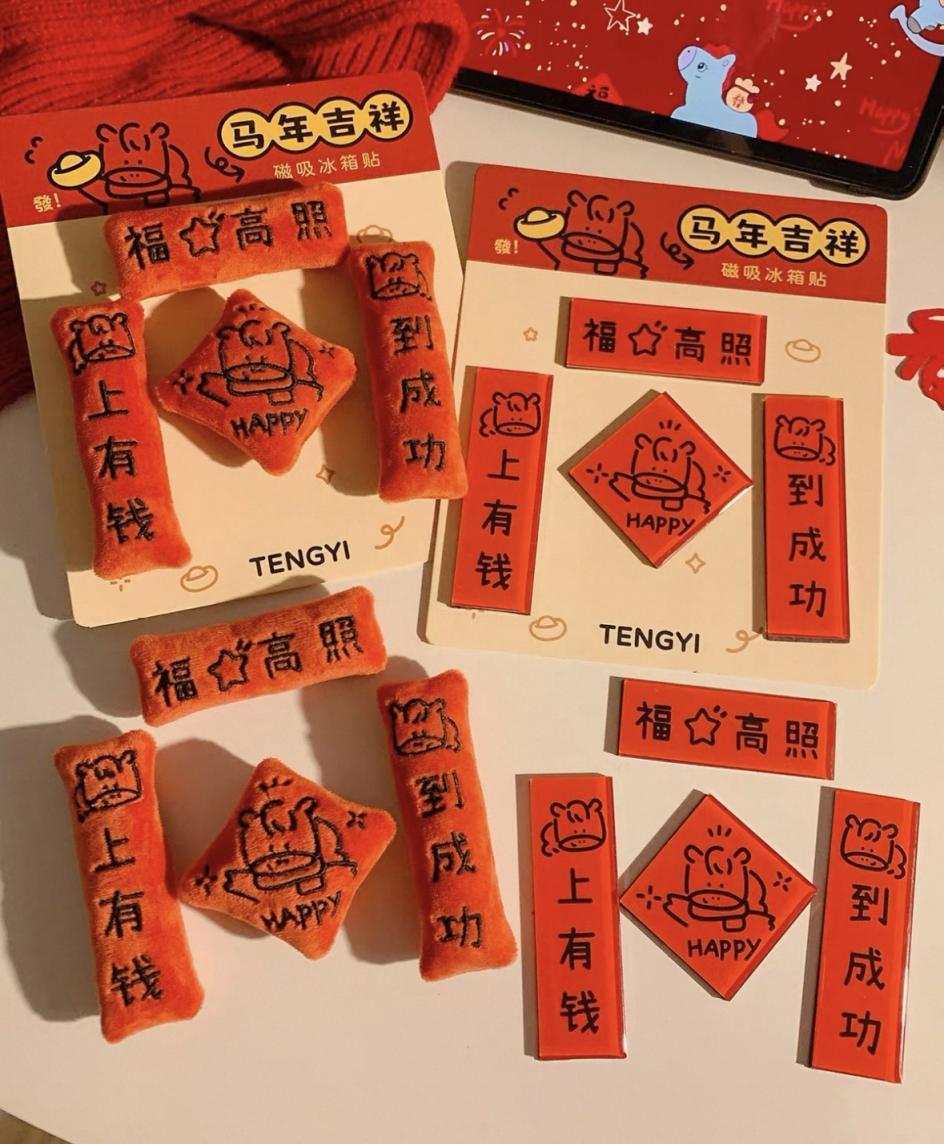 马年吉祥
磁吸冰箱贴
發!
福高照
上有钱
HAPPY
到成功
TENGYI
马年吉祥
磁吸冰箱贴
發!
福高照
上有钱
HAPPY
到成功
TENGYI
福高照
上有钱
HAPPY
到成功
福高照
上有钱
HAPPY
到成功
Happy
發
福